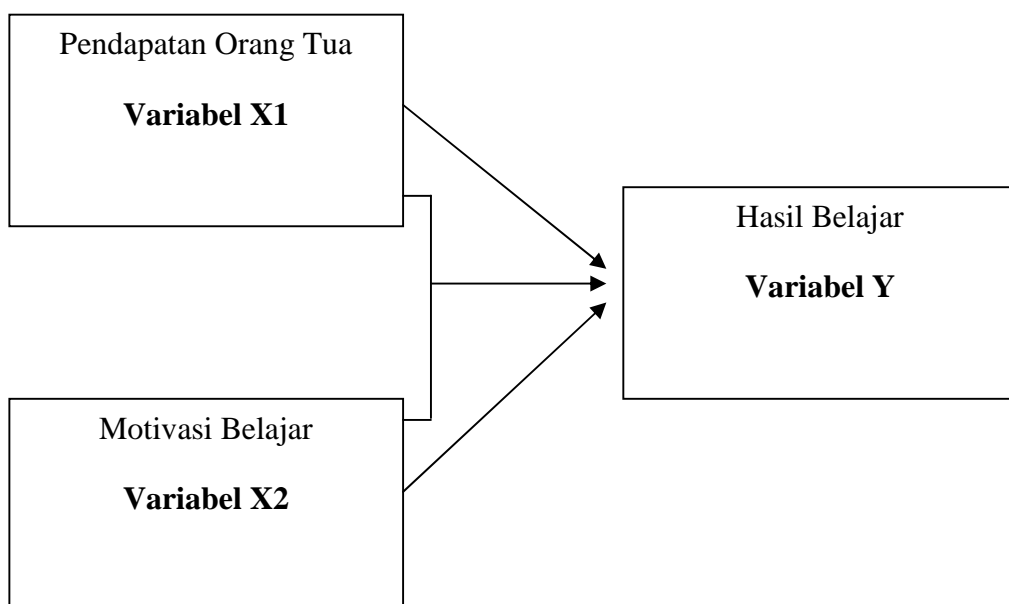 Pendapatan Orang Tua
Variabel X1
Hasil Belajar
Variabel Y
Motivasi Belajar
Variabel X2